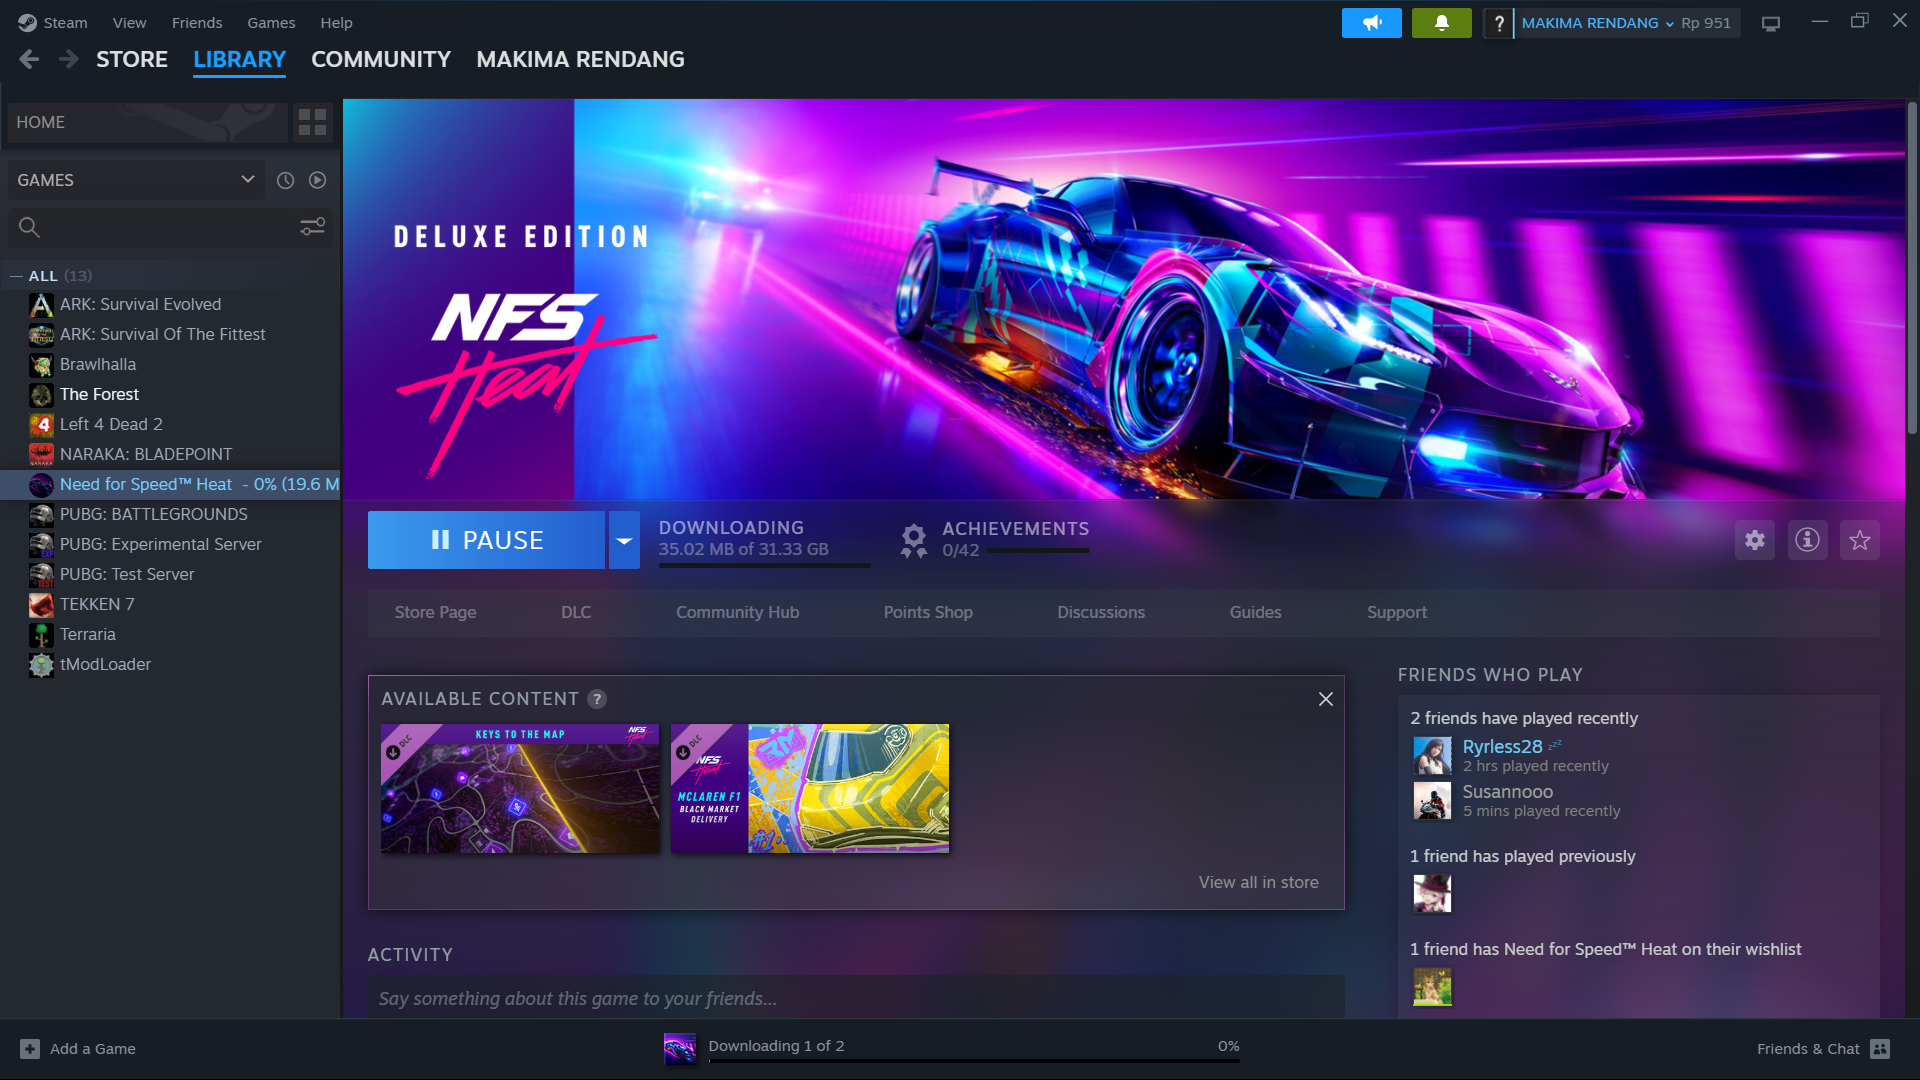 Steam View Friends Games Help
? MAKIMA RENDANG Rp 951
STORE LIBRARY COMMUNITY MAKIMA RENDANG
HOME
GAMES
ALL (13)
ARK: Survival Evolved
ARK: Survival Of The Fittest
Brawlhalla
The Forest
Left 4 Dead 2
NARAKA: BLADEPOINT
Need for Speed™ Heat - 0% (19.6 M
PUBG: BATTLEGROUNDS
PUBG: Experimental Server
PUBG: Test Server
TEKKEN 7
Terraria
tModLoader
DELUXE EDITION
NFS
Heat
PAUSE
DOWNLOADING
35.02 MB of 31.33 GB
ACHIEVEMENTS
0/42
Store Page DLC Community Hub Points Shop Discussions Guides Support
AVAILABLE CONTENT ?
DLC
KEYS TO THE MAP
NFS
Heat
DLC
NFS
Heat
MCLAREN F1
BLACK MARKET
DELIVERY
View all in store
ACTIVITY
Say something about this game to your friends...
FRIENDS WHO PLAY
2 friends have played recently
Ryrless28 zzz
2 hrs played recently
Susannooo
5 mins played recently
1 friend has played previously
1 friend has Need for Speed™ Heat on their wishlist
Add a Game
Downloading 1 of 2 0%
Friends & Chat